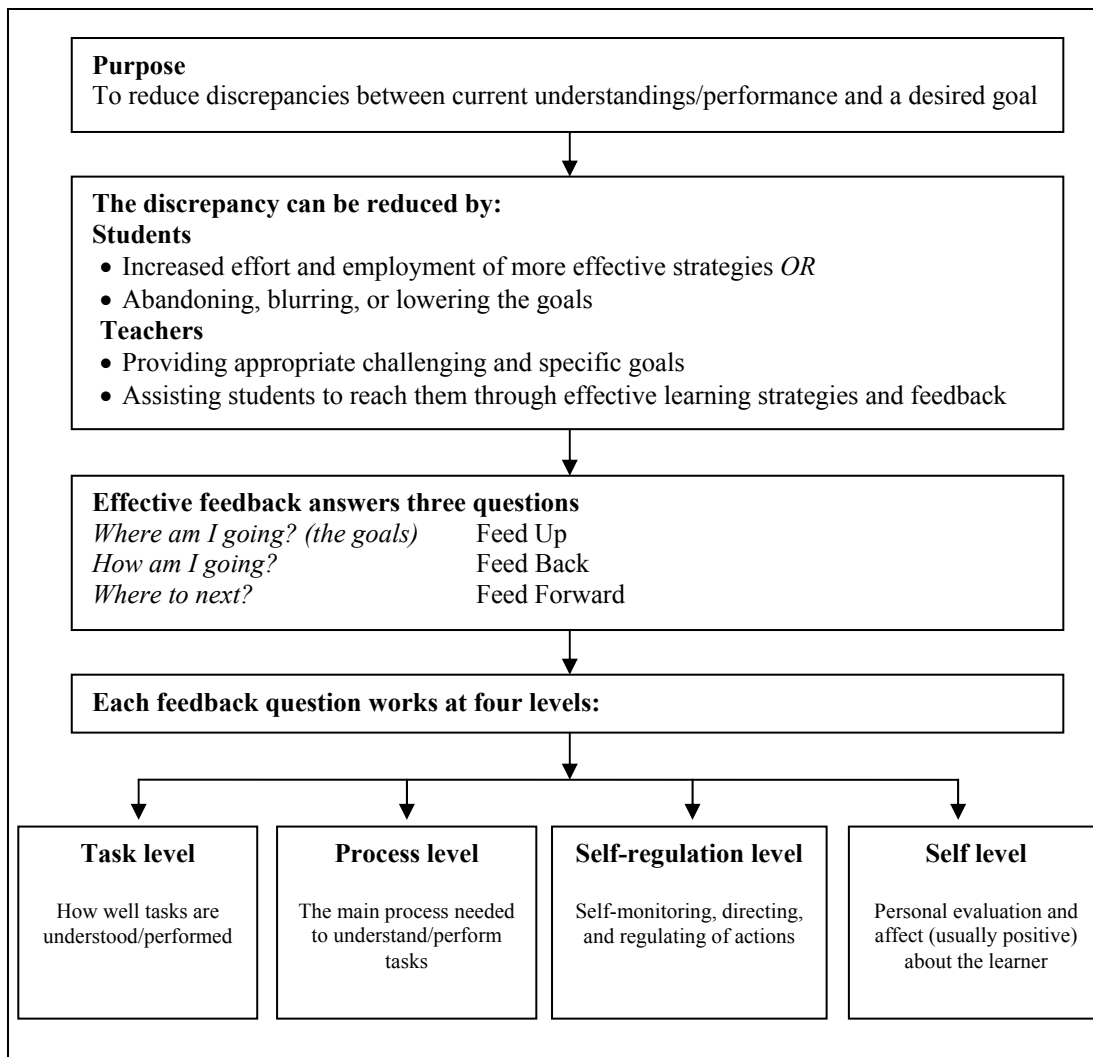 Purpose
To reduce discrepancies between current understandings/performance and a desired goal
The discrepancy can be reduced by:
Students
• Increased effort and employment of more effective strategies OR
• Abandoning, blurring, or lowering the goals
Teachers
• Providing appropriate challenging and specific goals
• Assisting students to reach them through effective learning strategies and feedback
Effective feedback answers three questions
Where am I going? (the goals) Feed Up
How am I going? Feed Back
Where to next? Feed Forward
Each feedback question works at four levels:
Task level
How well tasks are
understood/performed
Process level
The main process needed
to understand/perform
tasks
Self-regulation level
Self-monitoring, directing,
and regulating of actions
Self level
Personal evaluation and
affect (usually positive)
about the learner